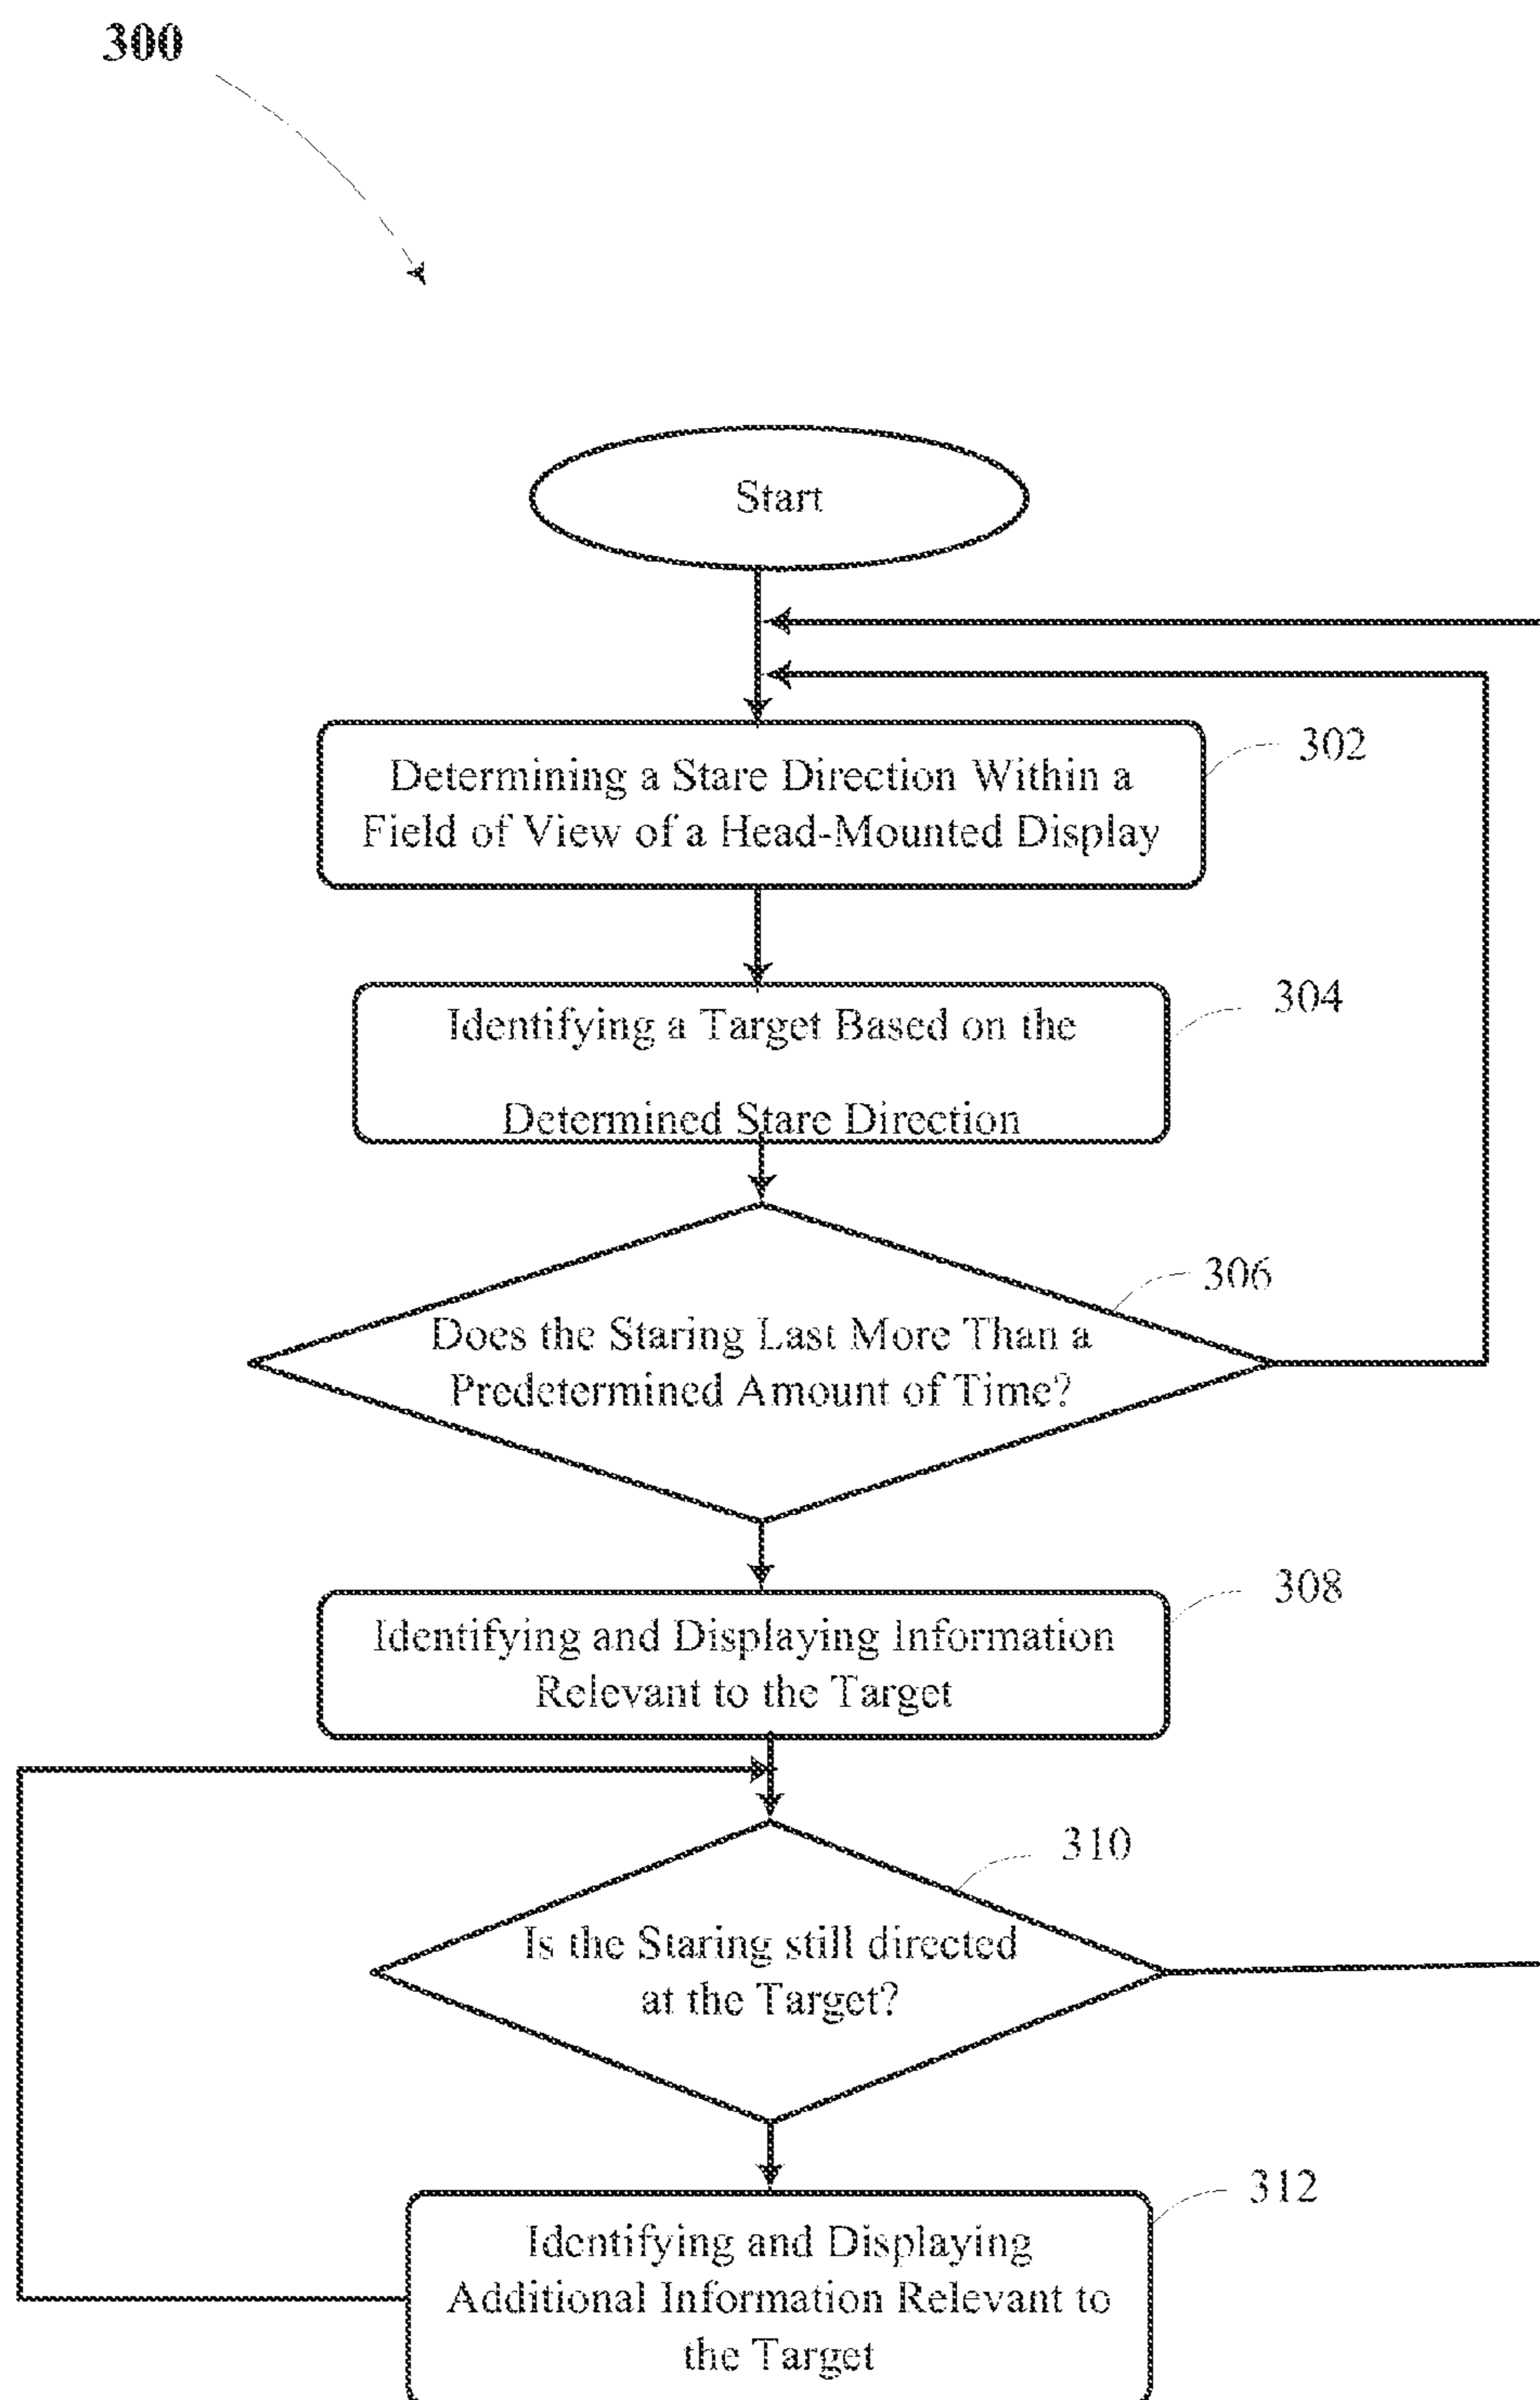 300
Start
Determining a Stare Direction Within a
Field of View of a Head-Mounted Display
302
Identifying a Target Based on the
Determined Stare Direction
304
306
Does the Staring Last More Than a
Predetermined Amount of Time?
308
Identifying and Displaying Information
Relevant to the Target
310
Is the Staring still directed
at the Target?
312
Identifying and Displaying
Additional Information Relevant to
the Target